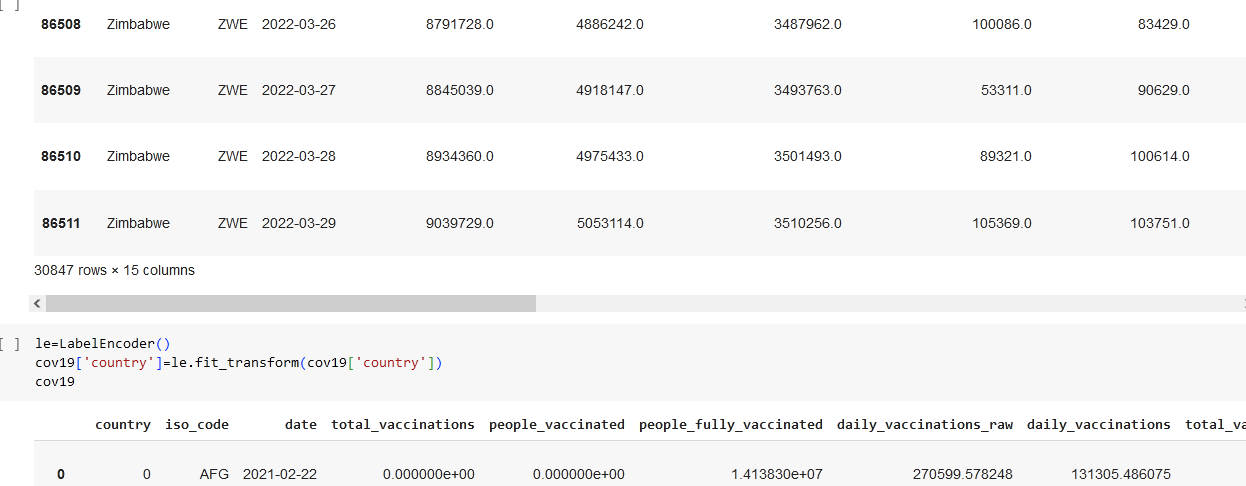 [ ]
86508 Zimbabwe ZWE 2022-03-26 8791728.0 4886242.0 3487962.0 100086.0 83429.0
86509 Zimbabwe ZWE 2022-03-27 8845039.0 4918147.0 3493763.0 53311.0 90629.0
86510 Zimbabwe ZWE 2022-03-28 8934360.0 4975433.0 3501493.0 89321.0 100614.0
86511 Zimbabwe ZWE 2022-03-29 9039729.0 5053114.0 3510256.0 105369.0 103751.0
30847 rows × 15 columns
[ ] le=LabelEncoder()
cov19['country']=le.fit_transform(cov19['country'])
cov19
country iso_code date total_vaccinations people_vaccinated people_fully_vaccinated daily_vaccinations_raw daily_vaccinations total_va
0 0 AFG 2021-02-22 0.000000e+00 0.000000e+00 1.413830e+07 270599.578248 131305.486075